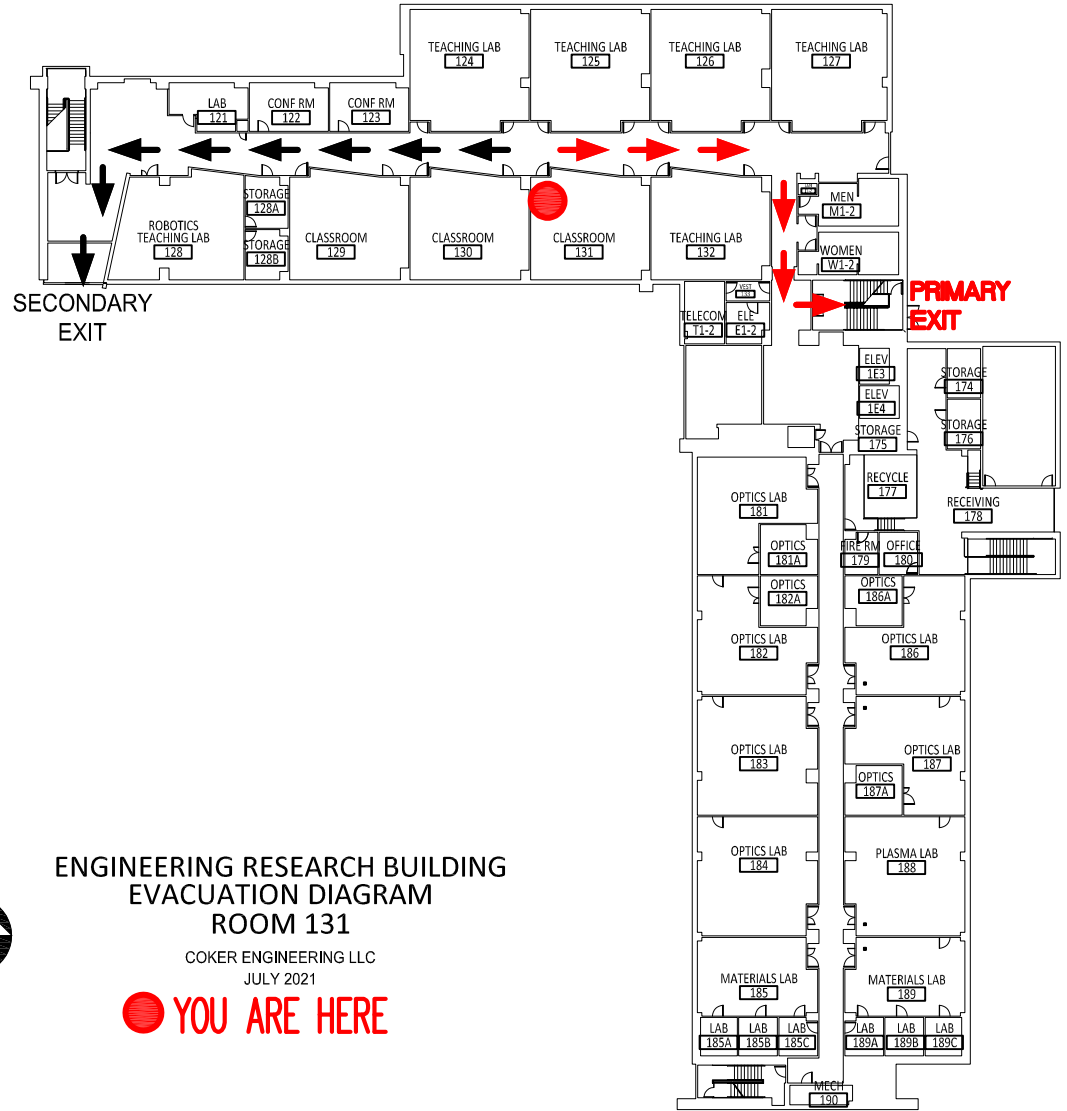 TEACHING LAB
124
TEACHING LAB
125
TEACHING LAB
126
TEACHING LAB
127
LAB
121
CONF RM
122
CONF RM
123
ROBOTICS
TEACHING LAB
128
STORAGE
128A
STORAGE
128B
CLASSROOM
129
CLASSROOM
130
CLASSROOM
131
TEACHING LAB
132
MEN
M1-2
WOMEN
W1-2
SECONDARY
EXIT
PRIMARY
EXIT
TELECOM
T1-2
VEST
ELE
E1-2
ELEV
1E3
ELEV
1E4
STORAGE
174
STORAGE
175
STORAGE
176
RECYCLE
177
RECEIVING
178
OPTICS LAB
181
OPTICS
181A
FIRE RM
179
OFFICE
180
OPTICS
182A
OPTICS
186A
OPTICS LAB
182
OPTICS LAB
186
OPTICS LAB
183
OPTICS LAB
187
OPTICS
187A
OPTICS LAB
184
PLASMA LAB
188
MATERIALS LAB
185
MATERIALS LAB
189
LAB
185A
LAB
185B
LAB
185C
LAB
189A
LAB
189B
LAB
189C
MECH
190
ENGINEERING RESEARCH BUILDING
EVACUATION DIAGRAM
ROOM 131
COKER ENGINEERING LLC
JULY 2021
YOU ARE HERE